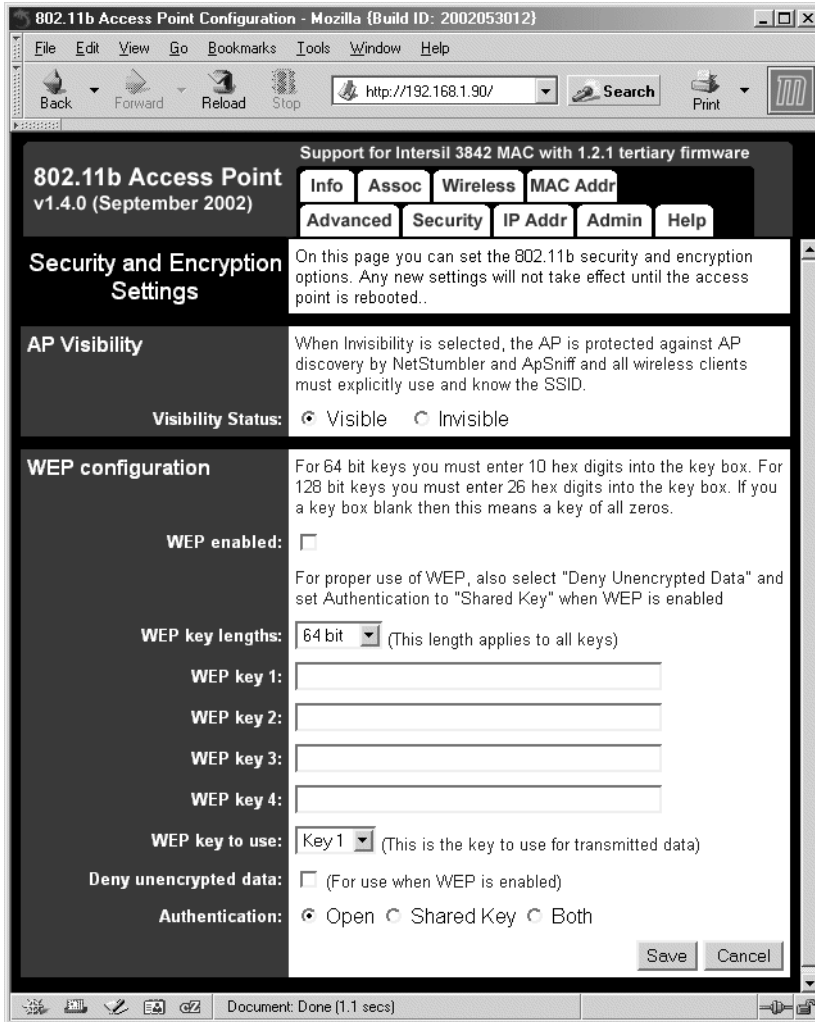 802.11b Access Point Configuration - Mozilla {Build ID: 2002053012}
File Edit View Go Bookmarks Tools Window Help
Back Forward Reload Stop http://192.168.1.90/ Search Print
Support for Intersil 3842 MAC with 1.2.1 tertiary firmware
802.11b Access Point
v1.4.0 (September 2002)
Info Assoc Wireless MAC Addr
Advanced Security IP Addr Admin Help
Security and Encryption
Settings
On this page you can set the 802.11b security and encryption
options. Any new settings will not take effect until the access
point is rebooted..
AP Visibility
When Invisibility is selected, the AP is protected against AP
discovery by NetStumbler and ApSniff and all wireless clients
must explicitly use and know the SSID.
Visibility Status: Visible Invisible
WEP configuration
For 64 bit keys you must enter 10 hex digits into the key box. For
128 bit keys you must enter 26 hex digits into the key box. If you
a key box blank then this means a key of all zeros.
WEP enabled:
For proper use of WEP, also select "Deny Unencrypted Data" and
set Authentication to "Shared Key" when WEP is enabled
WEP key lengths: 64 bit (This length applies to all keys)
WEP key 1:
WEP key 2:
WEP key 3:
WEP key 4:
WEP key to use: Key 1 (This is the key to use for transmitted data)
Deny unencrypted data: (For use when WEP is enabled)
Authentication: Open Shared Key Both
Save Cancel
Document: Done (1.1 secs)